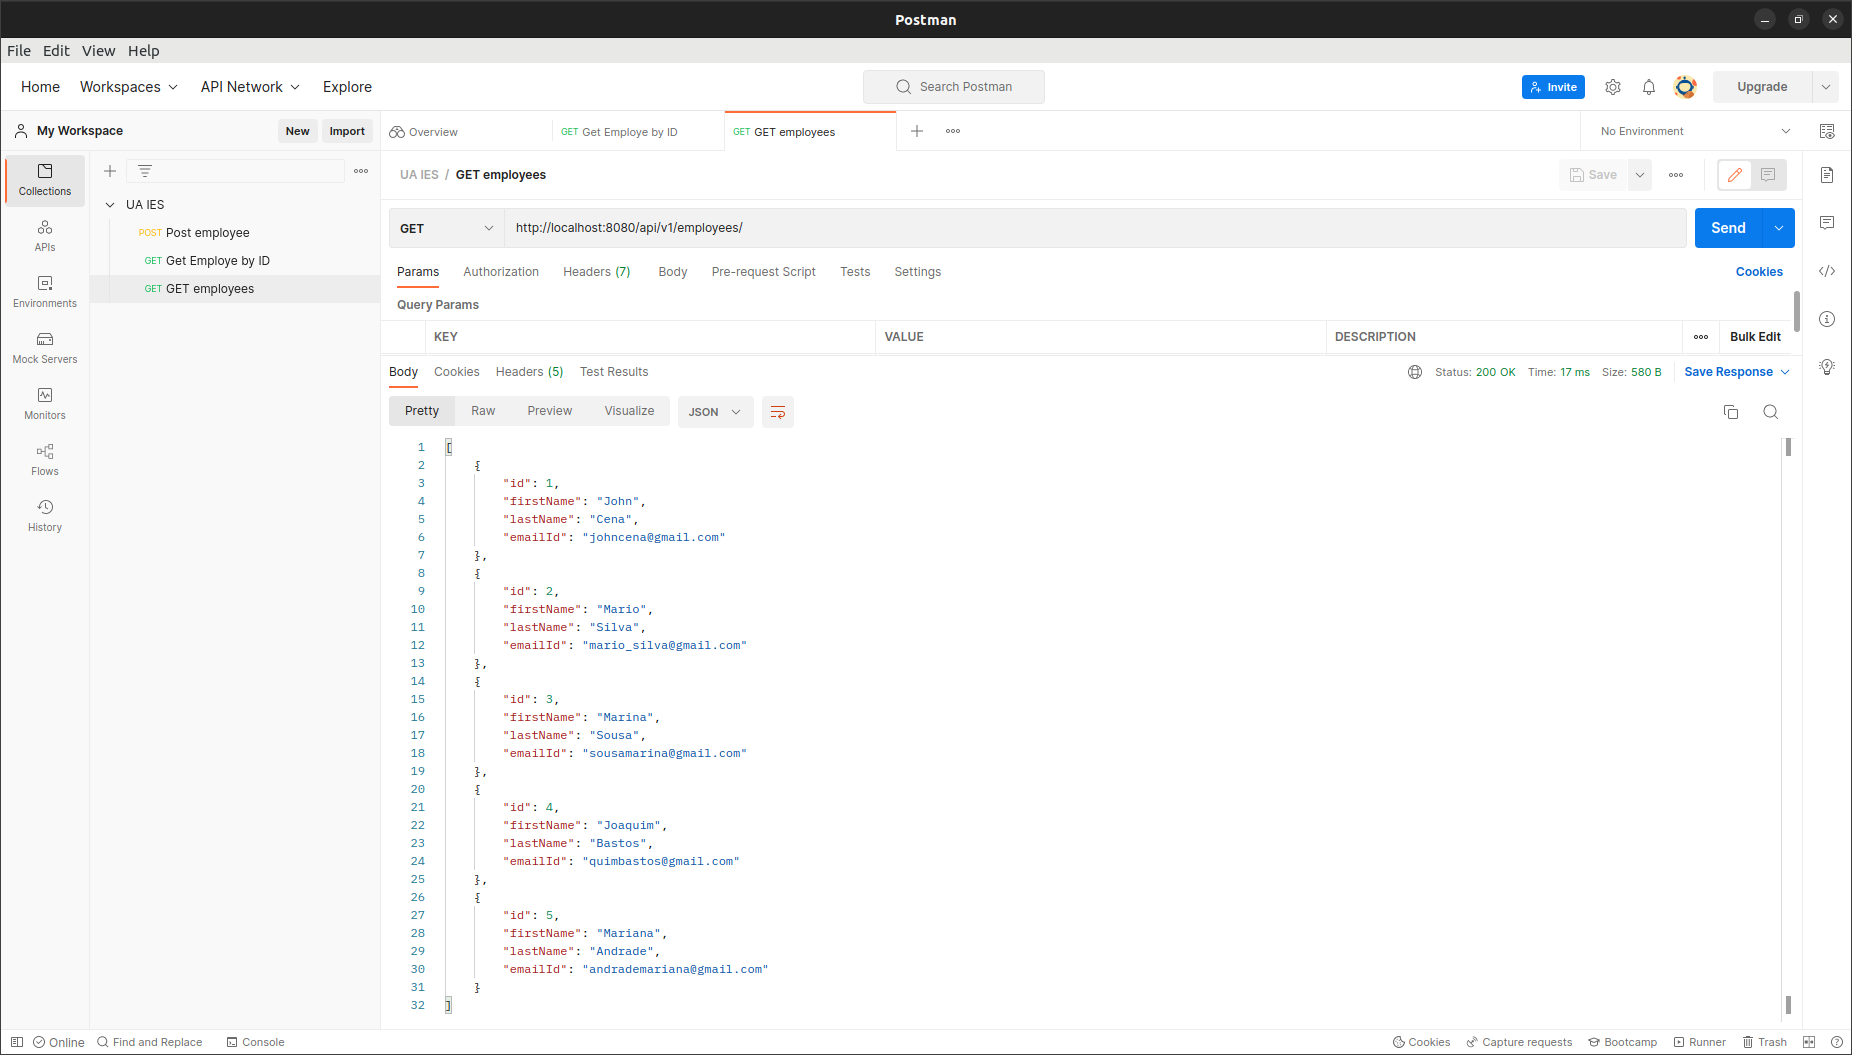 Postman
File Edit View Help
Home Workspaces API Network Explore Search Postman Invite Upgrade
My Workspace New Import Overview GET Get Employe by ID GET GET employees No Environment
Collections
APIs
Environments
Mock Servers
Monitors
Flows
History
UA IES
POST Post employee
GET Get Employe by ID
GET GET employees
UA IES / GET employees Save
GET http://localhost:8080/api/v1/employees/ Send
Params Authorization Headers (7) Body Pre-request Script Tests Settings Cookies
Query Params
KEY VALUE DESCRIPTION Bulk Edit
Body Cookies Headers (5) Test Results Status: 200 OK Time: 17 ms Size: 580 B Save Response
Pretty Raw Preview Visualize JSON
1 [
2 {
3 "id": 1,
4 "firstName": "John",
5 "lastName": "Cena",
6 "emailId": "johncena@gmail.com"
7 },
8 {
9 "id": 2,
10 "firstName": "Mario",
11 "lastName": "Silva",
12 "emailId": "mario_silva@gmail.com"
13 },
14 {
15 "id": 3,
16 "firstName": "Marina",
17 "lastName": "Sousa",
18 "emailId": "sousamarina@gmail.com"
19 },
20 {
21 "id": 4,
22 "firstName": "Joaquim",
23 "lastName": "Bastos",
24 "emailId": "quimbastos@gmail.com"
25 },
26 {
27 "id": 5,
28 "firstName": "Mariana",
29 "lastName": "Andrade",
30 "emailId": "andrademariana@gmail.com"
31 }
32 ]
Online Find and Replace Console Cookies Capture requests Bootcamp Runner Trash